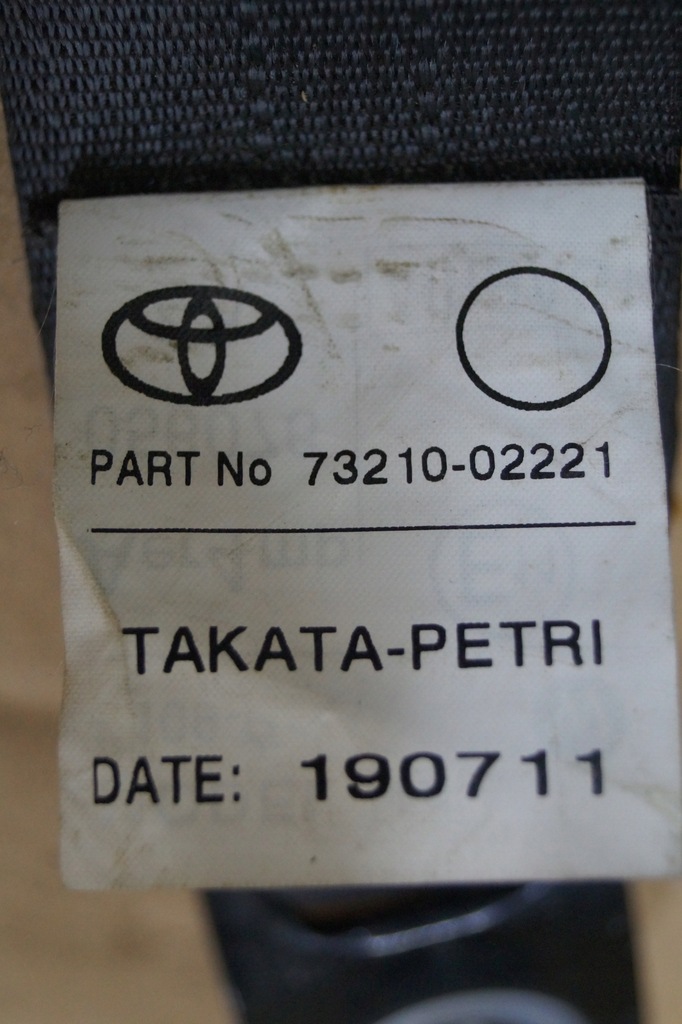 PART No 73210-02221
TAKATA-PETRI
DATE: 190711